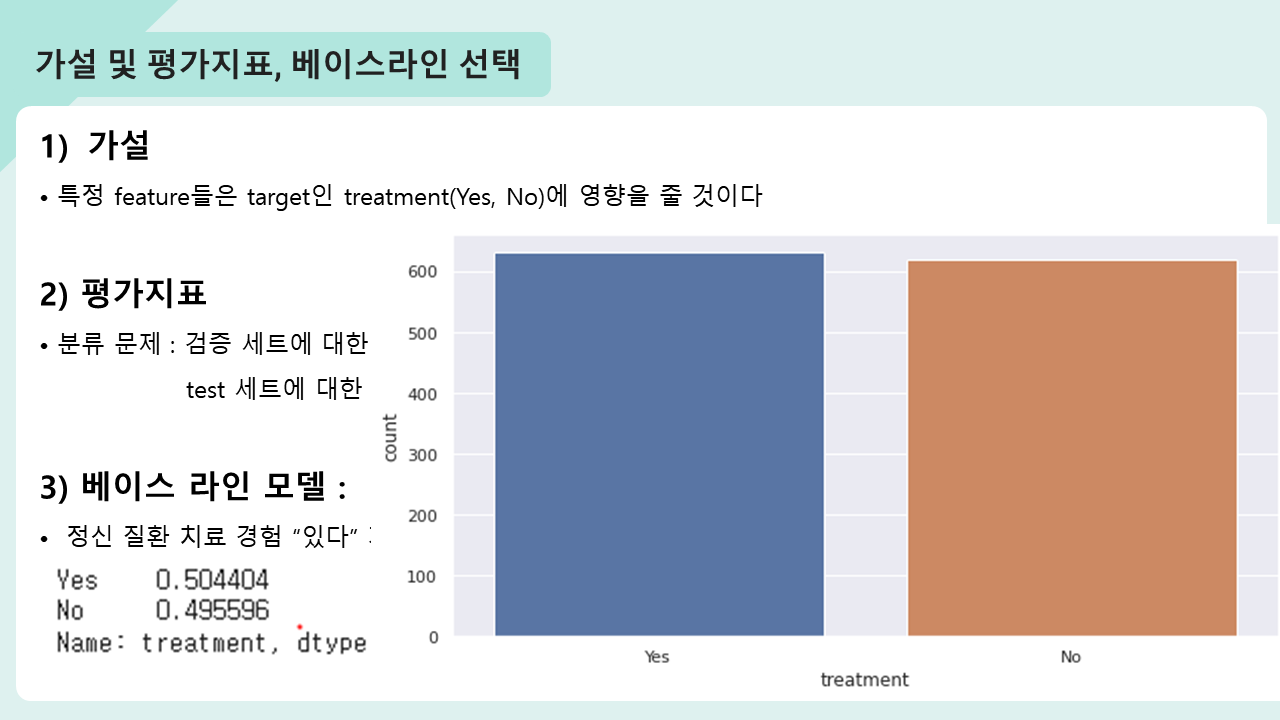 가설 및 평가지표, 베이스라인 선택
1) 가설
• 특정 feature들은 target인 treatment(Yes, No)에 영향을 줄 것이다
2) 평가지표
• 분류 문제 : 검증 세트에 대한
test 세트에 대한
3) 베이스 라인 모델 :
• 정신 질환 치료 경험 “있다”
Yes 0.504404
No 0.495596
Name: treatment, dtype
600
500
400
300
200
100
0
count
Yes No
treatment